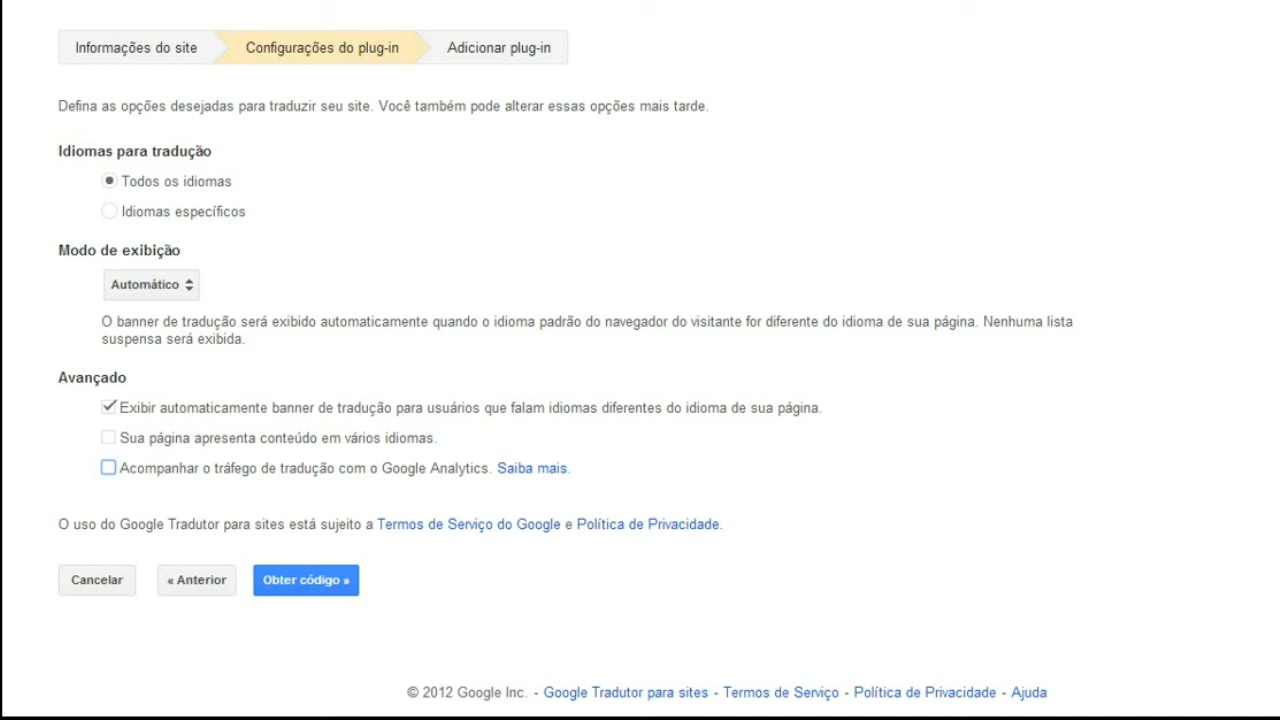 Informações do site Configurações do plug-in Adicionar plug-in
Defina as opções desejadas para traduzir seu site. Você também pode alterar essas opções mais tarde.
Idiomas para tradução
Todos os idiomas
Idiomas específicos
Modo de exibição
Automático
O banner de tradução será exibido automaticamente quando o idioma padrão do navegador do visitante for diferente do idioma de sua página. Nenhuma lista
suspensa será exibida.
Avançado
Exibir automaticamente banner de tradução para usuários que falam idiomas diferentes do idioma de sua página.
Sua página apresenta conteúdo em vários idiomas.
Acompanhar o tráfego de tradução com o Google Analytics. Saiba mais.
O uso do Google Tradutor para sites está sujeito a Termos de Serviço do Google e Política de Privacidade.
Cancelar « Anterior Obter código »
© 2012 Google Inc. - Google Tradutor para sites - Termos de Serviço - Política de Privacidade - Ajuda